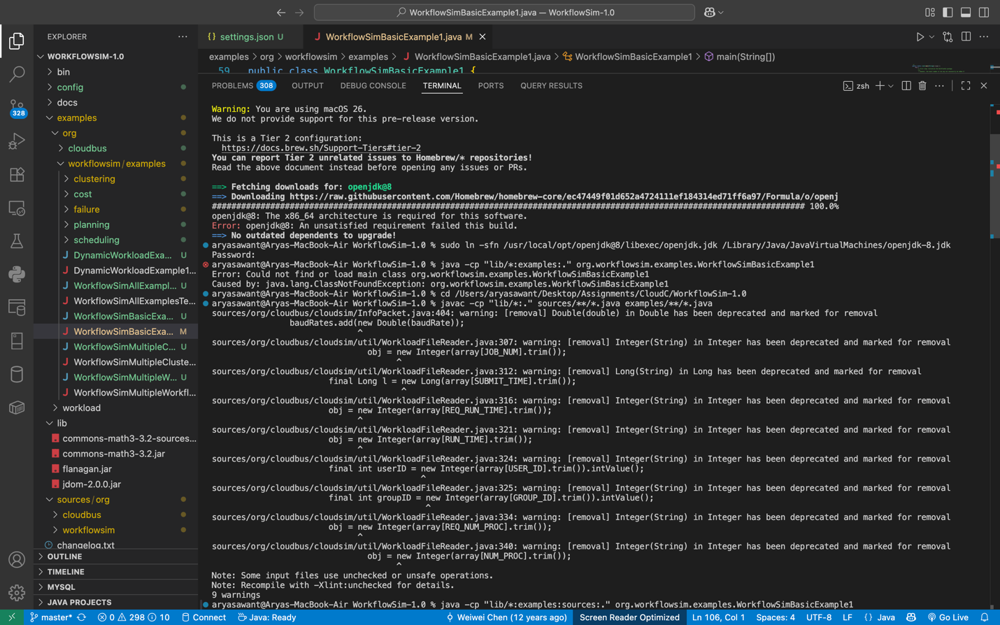 WorkflowSimBasicExample1.java — WorkflowSim-1.0
EXPLORER
settings.json U
WorkflowSimBasicExample1.java M
WORKFLOWSIM-1.0
bin
config
docs
examples
org
cloudbus
workflowsim/examples
clustering
cost
failure
planning
scheduling
DynamicWorkloadExa... U
DynamicWorkloadExample1...
WorkflowSimAllExampl... U
WorkflowSimAllExamplesTe...
WorkflowSimBasicExa... U
WorkflowSimBasicExa... M
WorkflowSimMultipleC... U
WorkflowSimMultipleCluste...
WorkflowSimMultipleW... U
WorkflowSimMultipleWorkfl...
workload
lib
commons-math3-3.2-sources...
commons-math3-3.2.jar
flanagan.jar
jdom-2.0.0.jar
sources/org
cloudbus
workflowsim
changelog.txt
OUTLINE
TIMELINE
MYSQL
JAVA PROJECTS
328
examples > org > workflowsim > examples > WorkflowSimBasicExample1.java > WorkflowSimBasicExample1 > main(String[])
59 public class WorkflowSimBasicExample1 {
PROBLEMS 308 OUTPUT DEBUG CONSOLE TERMINAL PORTS QUERY RESULTS
zsh
Warning: You are using macOS 26.
We do not provide support for this pre-release version.
This is a Tier 2 configuration:
https://docs.brew.sh/Support-Tiers#tier-2
You can report Tier 2 unrelated issues to Homebrew/* repositories!
Read the above document instead before opening any issues or PRs.
==> Fetching downloads for: openjdk@8
==> Downloading https://raw.githubusercontent.com/Homebrew/homebrew-core/ec47449f01d652a4724111ef184314ed71ff6a97/Formula/o/openj
######################################################################################################################### 100.0%
openjdk@8: The x86_64 architecture is required for this software.
Error: openjdk@8: An unsatisfied requirement failed this build.
==> No outdated dependents to upgrade!
aryasawant@Aryas-MacBook-Air WorkflowSim-1.0 % sudo ln -sfn /usr/local/opt/openjdk@8/libexec/openjdk.jdk /Library/Java/JavaVirtualMachines/openjdk-8.jdk
Password:
aryasawant@Aryas-MacBook-Air WorkflowSim-1.0 % java -cp "lib/*:examples:." org.workflowsim.examples.WorkflowSimBasicExample1
Error: Could not find or load main class org.workflowsim.examples.WorkflowSimBasicExample1
Caused by: java.lang.ClassNotFoundException: org.workflowsim.examples.WorkflowSimBasicExample1
aryasawant@Aryas-MacBook-Air WorkflowSim-1.0 % cd /Users/aryasawant/Desktop/Assignments/CloudC/WorkflowSim-1.0
aryasawant@Aryas-MacBook-Air WorkflowSim-1.0 % javac -cp "lib/*:." sources/**/*.java examples/**/*.java
sources/org/cloudbus/cloudsim/InfoPacket.java:404: warning: [removal] Double(double) in Double has been deprecated and marked for removal
baudRates.add(new Double(baudRate));
^
sources/org/cloudbus/cloudsim/util/WorkloadFileReader.java:307: warning: [removal] Integer(String) in Integer has been deprecated and marked for removal
obj = new Integer(array[JOB_NUM].trim());
^
sources/org/cloudbus/cloudsim/util/WorkloadFileReader.java:312: warning: [removal] Long(String) in Long has been deprecated and marked for removal
final Long l = new Long(array[SUBMIT_TIME].trim());
^
sources/org/cloudbus/cloudsim/util/WorkloadFileReader.java:316: warning: [removal] Integer(String) in Integer has been deprecated and marked for removal
obj = new Integer(array[REQ_RUN_TIME].trim());
^
sources/org/cloudbus/cloudsim/util/WorkloadFileReader.java:321: warning: [removal] Integer(String) in Integer has been deprecated and marked for removal
obj = new Integer(array[RUN_TIME].trim());
^
sources/org/cloudbus/cloudsim/util/WorkloadFileReader.java:324: warning: [removal] Integer(String) in Integer has been deprecated and marked for removal
final int userID = new Integer(array[USER_ID].trim()).intValue();
^
sources/org/cloudbus/cloudsim/util/WorkloadFileReader.java:325: warning: [removal] Integer(String) in Integer has been deprecated and marked for removal
final int groupID = new Integer(array[GROUP_ID].trim()).intValue();
^
sources/org/cloudbus/cloudsim/util/WorkloadFileReader.java:334: warning: [removal] Integer(String) in Integer has been deprecated and marked for removal
obj = new Integer(array[REQ_NUM_PROC].trim());
^
sources/org/cloudbus/cloudsim/util/WorkloadFileReader.java:340: warning: [removal] Integer(String) in Integer has been deprecated and marked for removal
obj = new Integer(array[NUM_PROC].trim());
^
Note: Some input files use unchecked or unsafe operations.
Note: Recompile with -Xlint:unchecked for details.
9 warnings
aryasawant@Aryas-MacBook-Air WorkflowSim-1.0 % java -cp "lib/*:examples:sources:." org.workflowsim.examples.WorkflowSimBasicExample1
master* 0 298 10 Connect Java: Ready Weiwei Chen (12 years ago) Screen Reader Optimized Ln 106, Col 1 Spaces: 4 UTF-8 LF {} Java Go Live